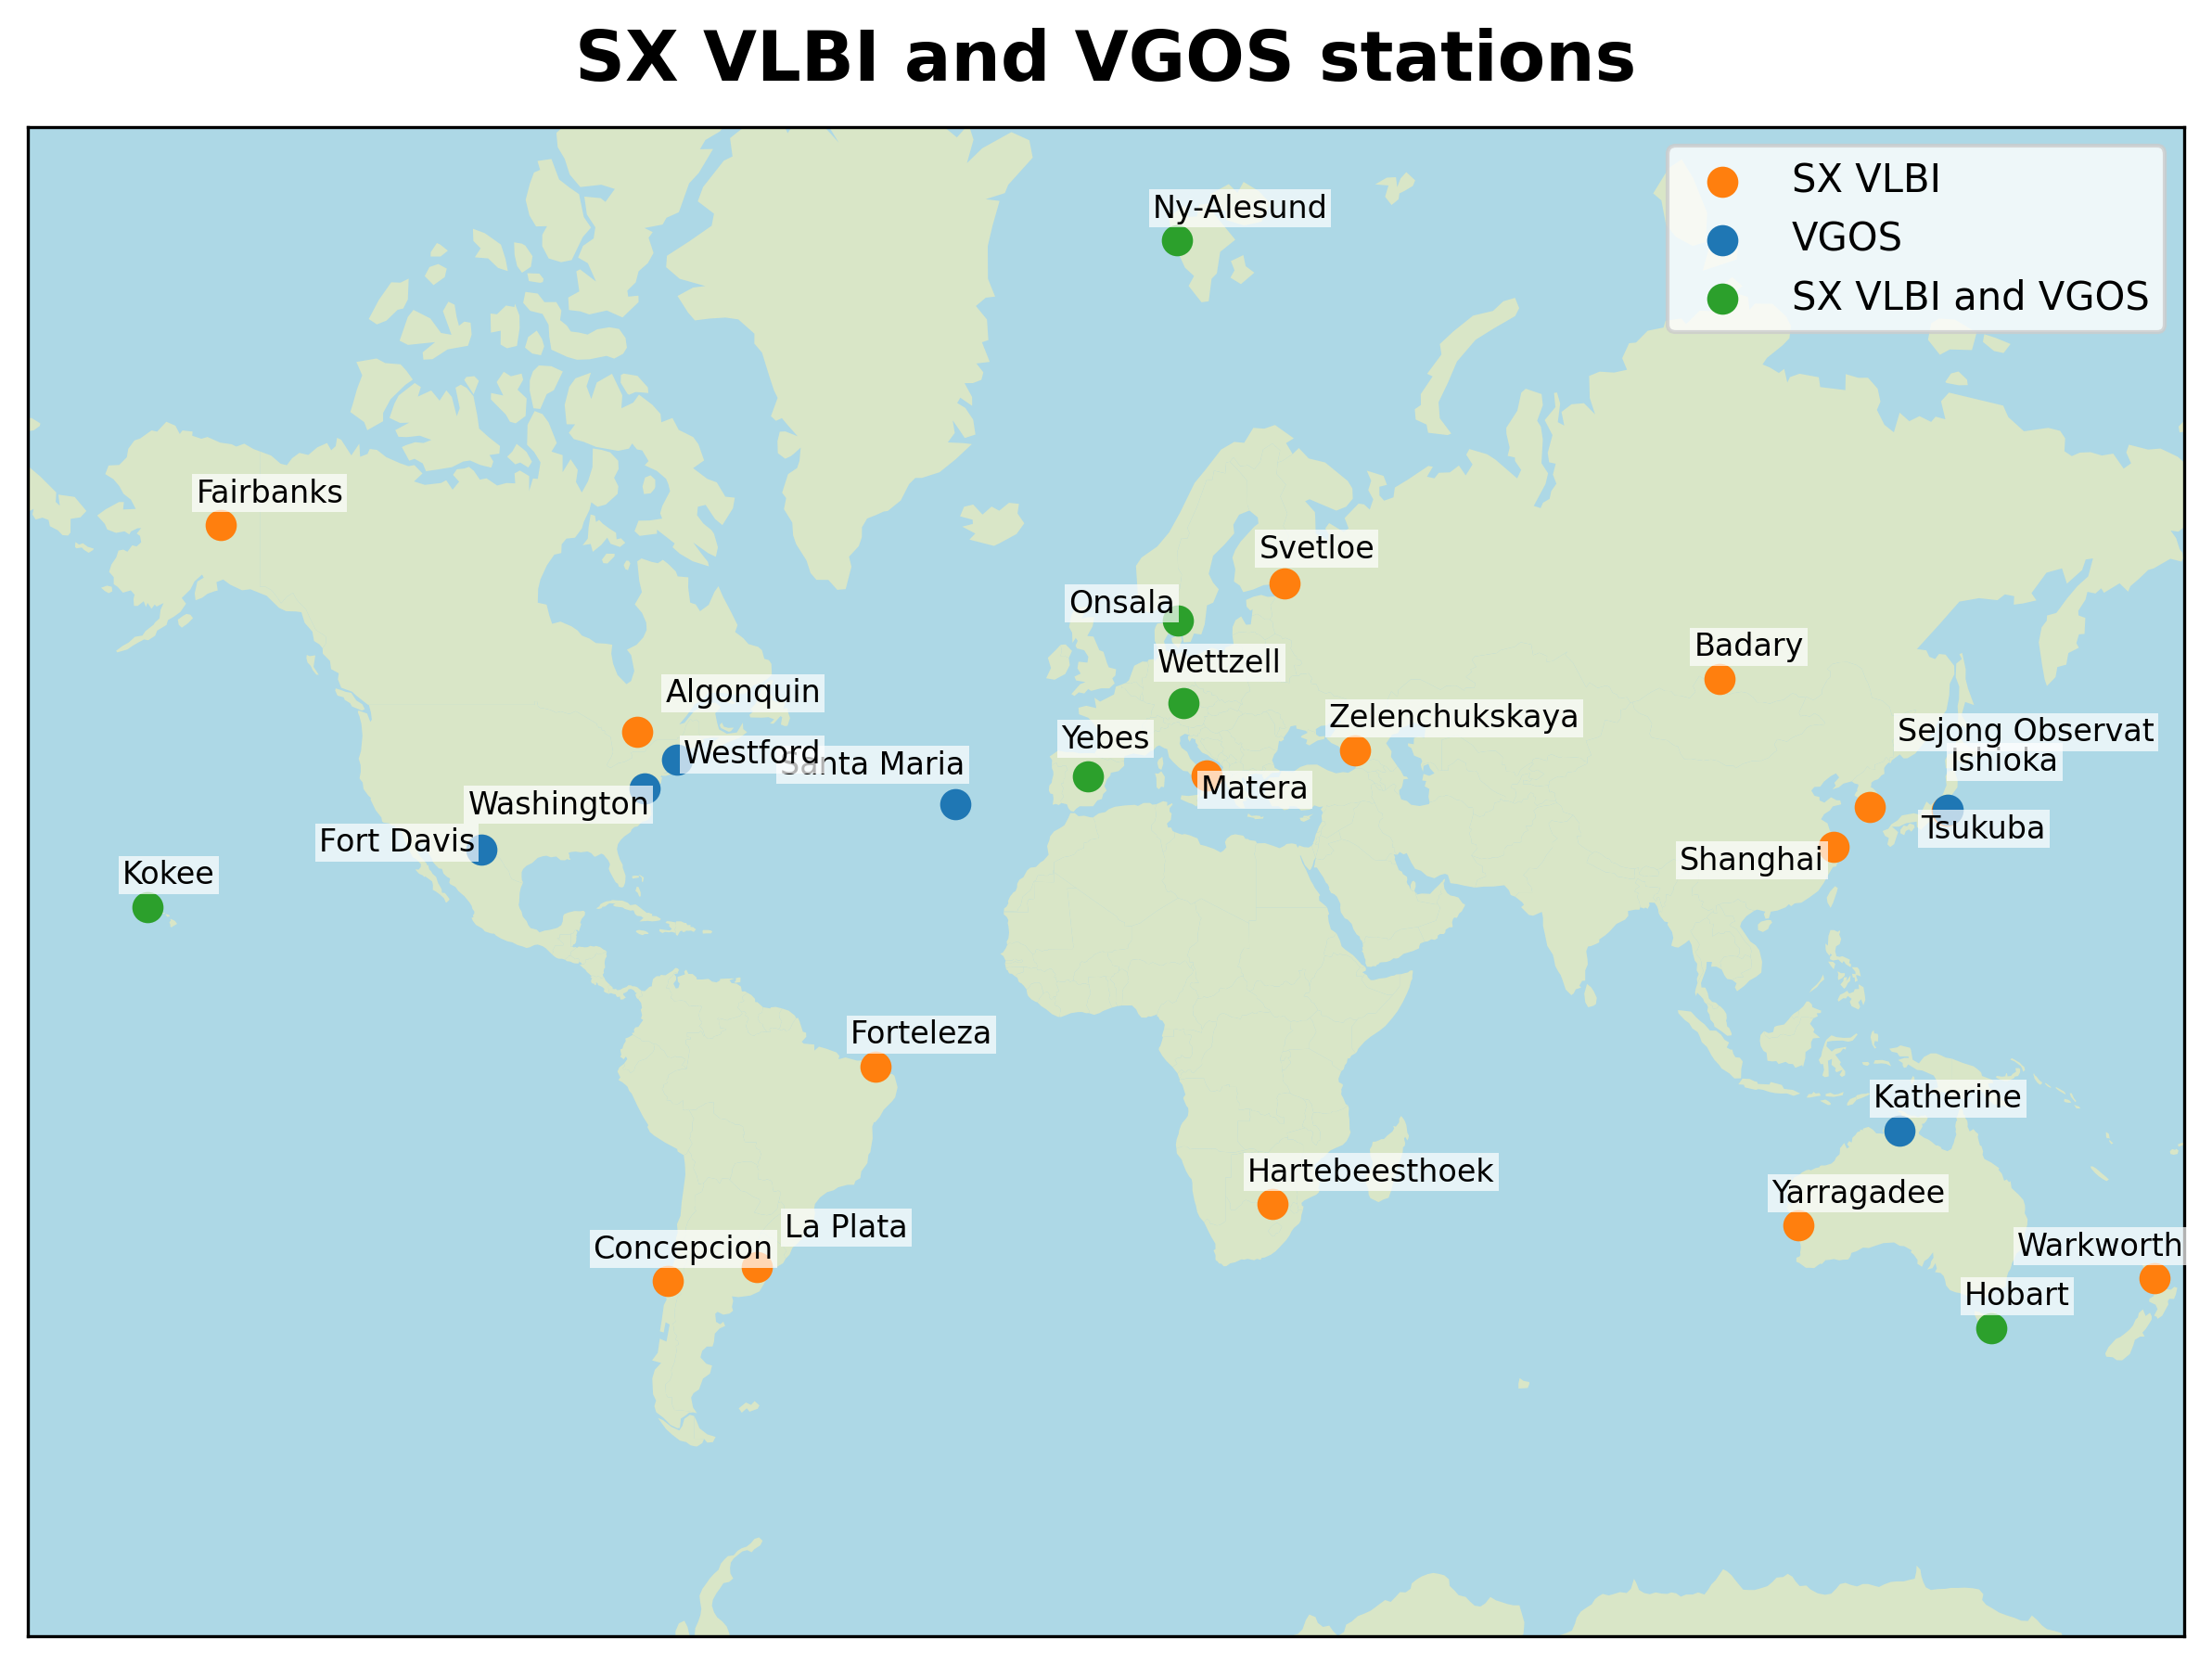 SX VLBI and VGOS stations
SX VLBI
VGOS
SX VLBI and VGOS
Ny-Alesund
Fairbanks
Svetloe
Onsala
Badary
Wettzell
Algonquin
Zelenchukskaya
Sejong Observat
Yebes
Westford
Santa Maria
Ishioka
Matera
Washington
Tsukuba
Fort Davis
Shanghai
Kokee
Forteleza
Katherine
Hartebeesthoek
Yarragadee
La Plata
Concepcion
Warkworth
Hobart